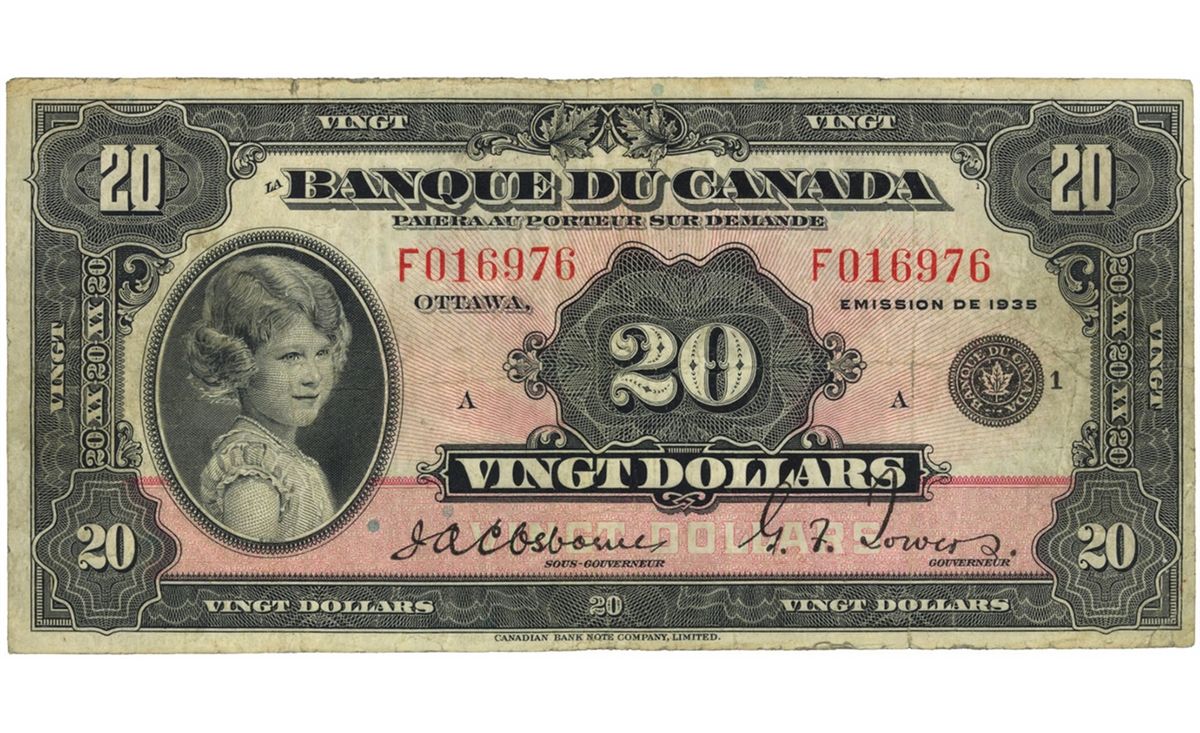 VINGT VINGT
20 20
LA BANQUE DU CANADA
PAIERA AU PORTEUR SUR DEMANDE
F016976 F016976
OTTAWA, EMISSION DE 1935
20 XX 20 XX 20
20 XX 20 XX 20
VINGT
VINGT
20
BANQUE DU CANADA
A A 1
VINGT DOLLARS
VINGT DOLLARS
J A C Osborne G. F. Towers.
SOUS-GOUVERNEUR GOUVERNEUR
20 20
VINGT DOLLARS 20 VINGT DOLLARS
CANADIAN BANK NOTE COMPANY, LIMITED.